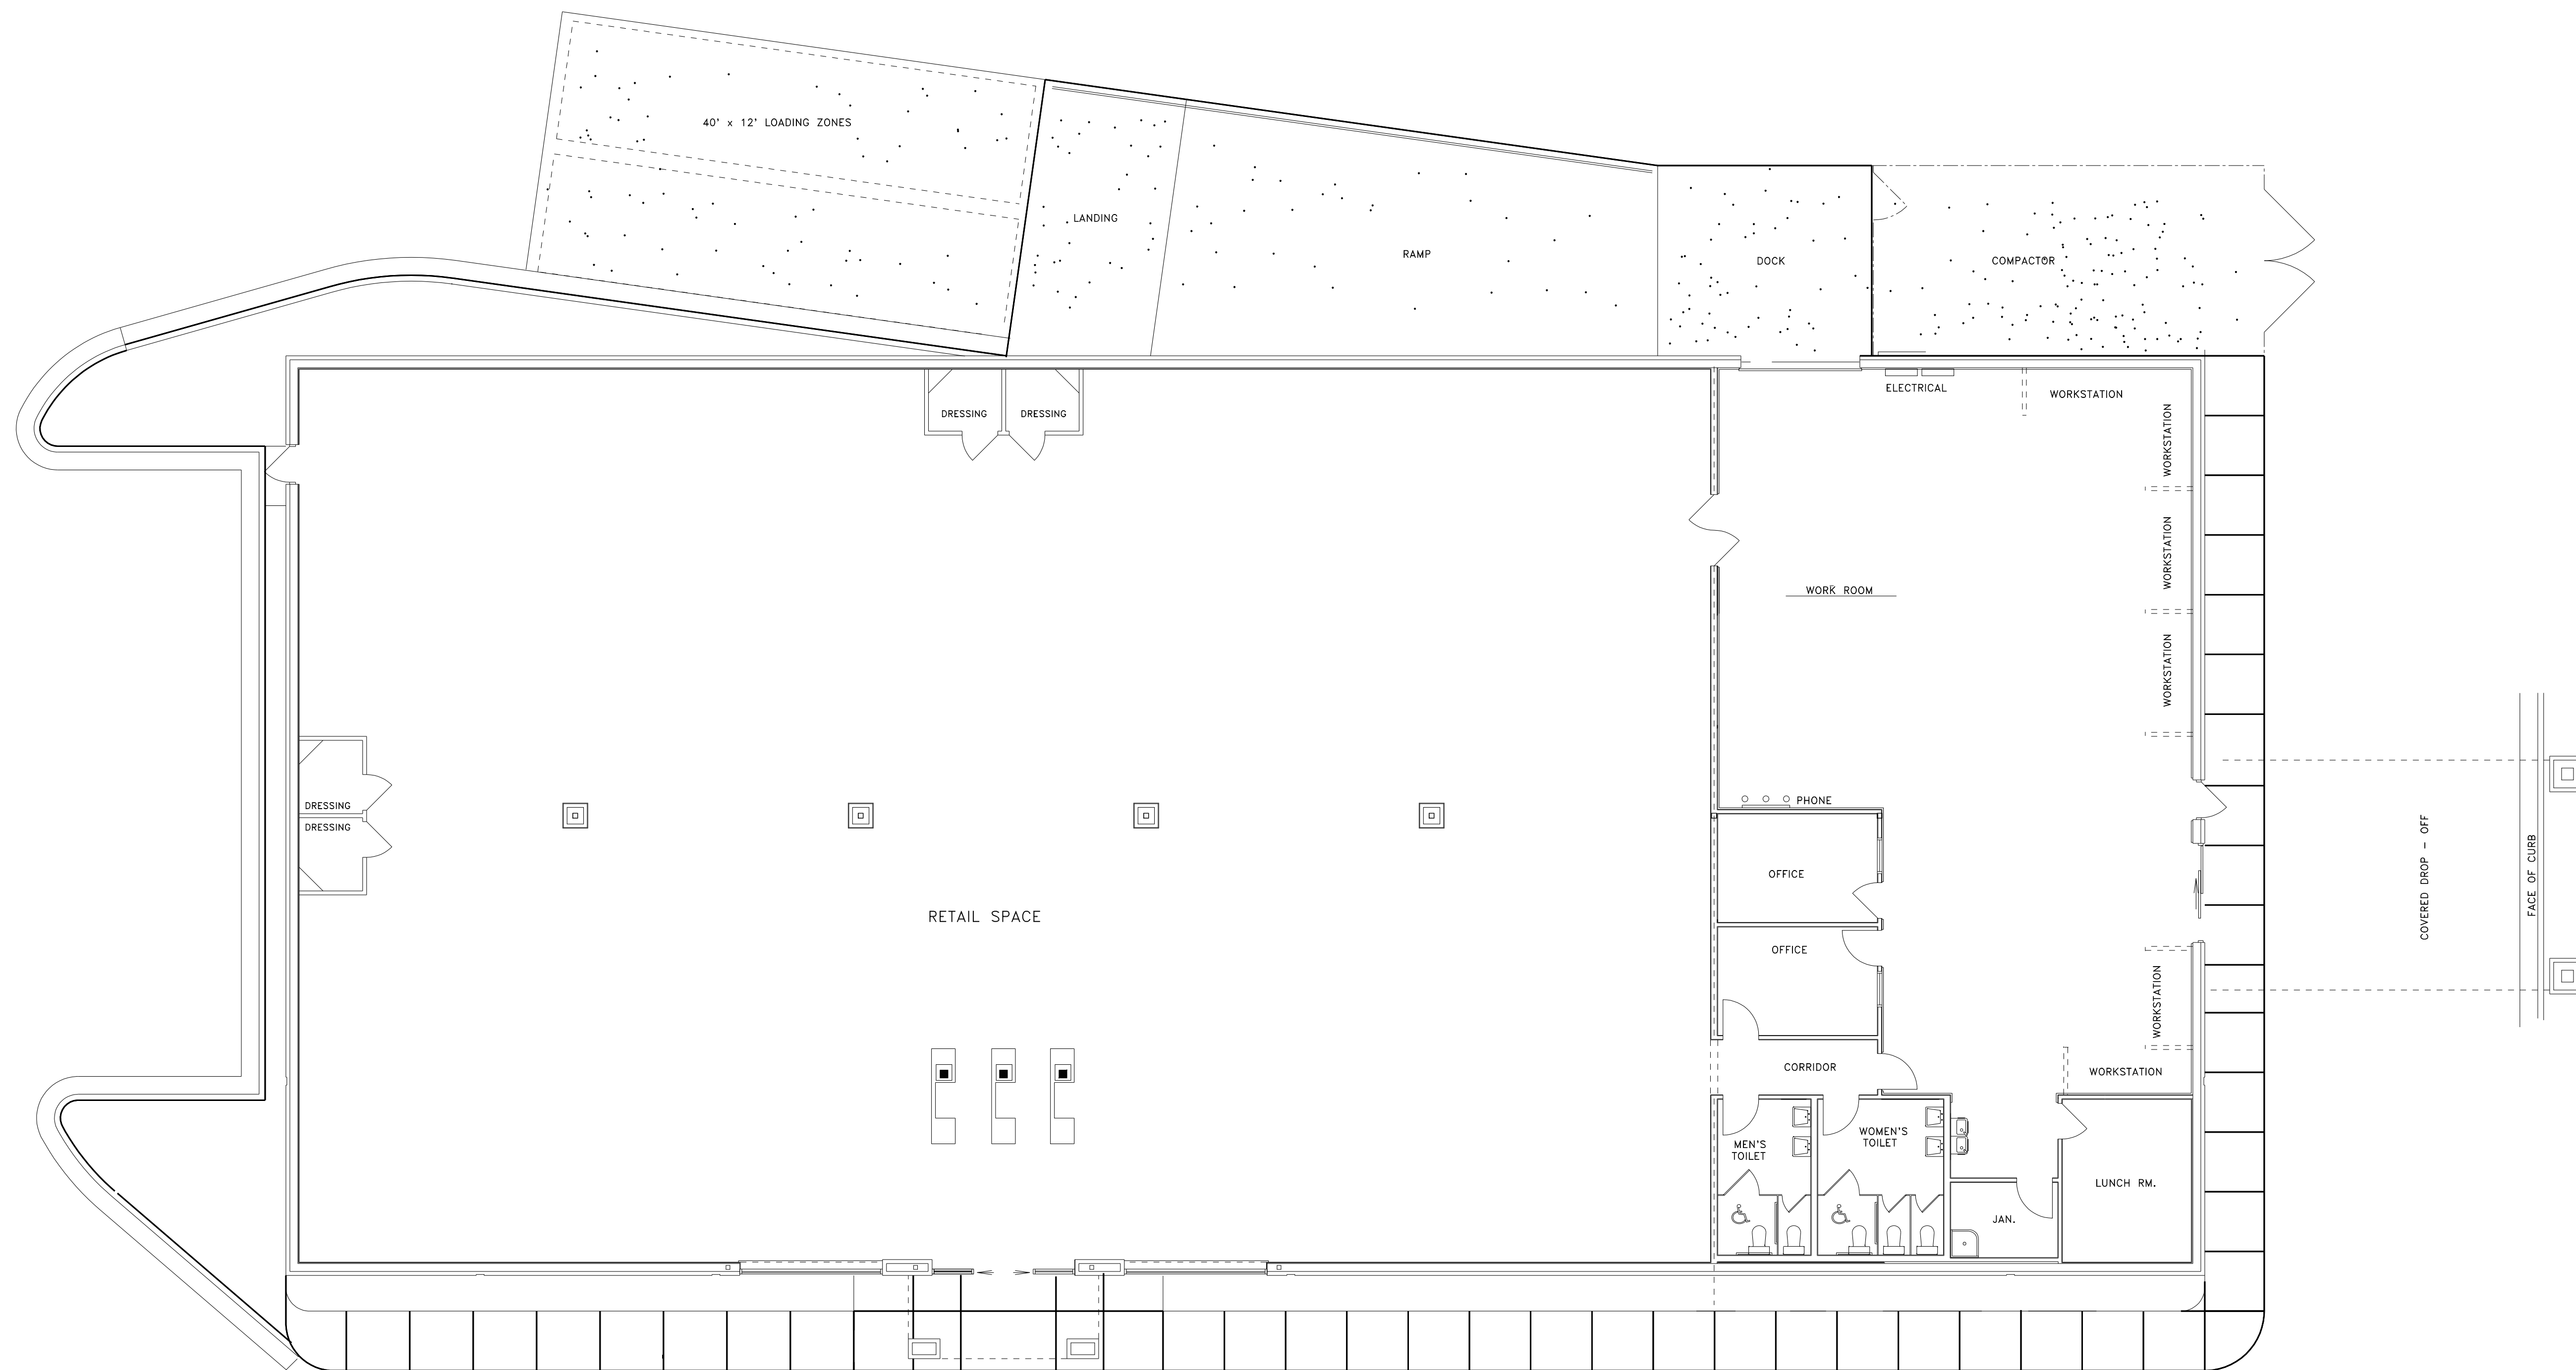 40' x 12' LOADING ZONES
LANDING
RAMP
DOCK
COMPACTOR
ELECTRICAL
WORKSTATION
DRESSING
DRESSING
WORKSTATION
WORKSTATION
WORK ROOM
WORKSTATION
PHONE
DRESSING
DRESSING
OFFICE
COVERED DROP - OFF
FACE OF CURB
RETAIL SPACE
OFFICE
WORKSTATION
CORRIDOR
WORKSTATION
MEN'S
TOILET
WOMEN'S
TOILET
LUNCH RM.
JAN.